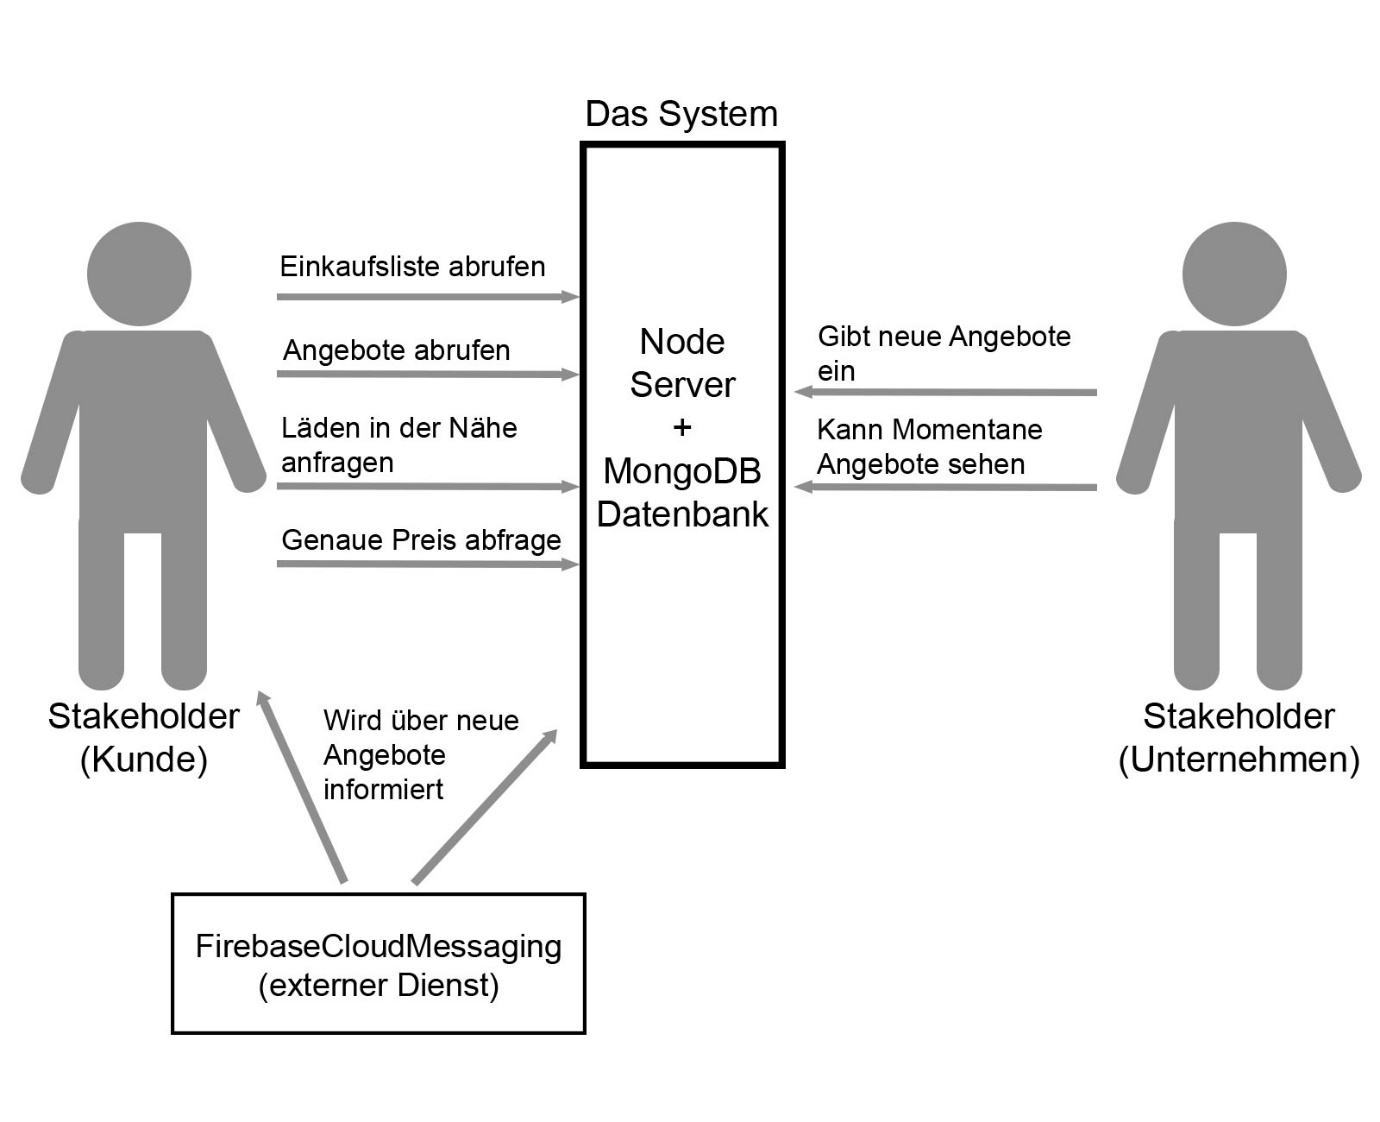 Das System
Einkaufsliste abrufen
Angebote abrufen
Läden in der Nähe
anfragen
Genaue Preis abfrage
Node
Server
+
MongoDB
Datenbank
Gibt neue Angebote
ein
Kann Momentane
Angebote sehen
Stakeholder
(Kunde)
Wird über neue
Angebote
informiert
Stakeholder
(Unternehmen)
FirebaseCloudMessaging
(externer Dienst)